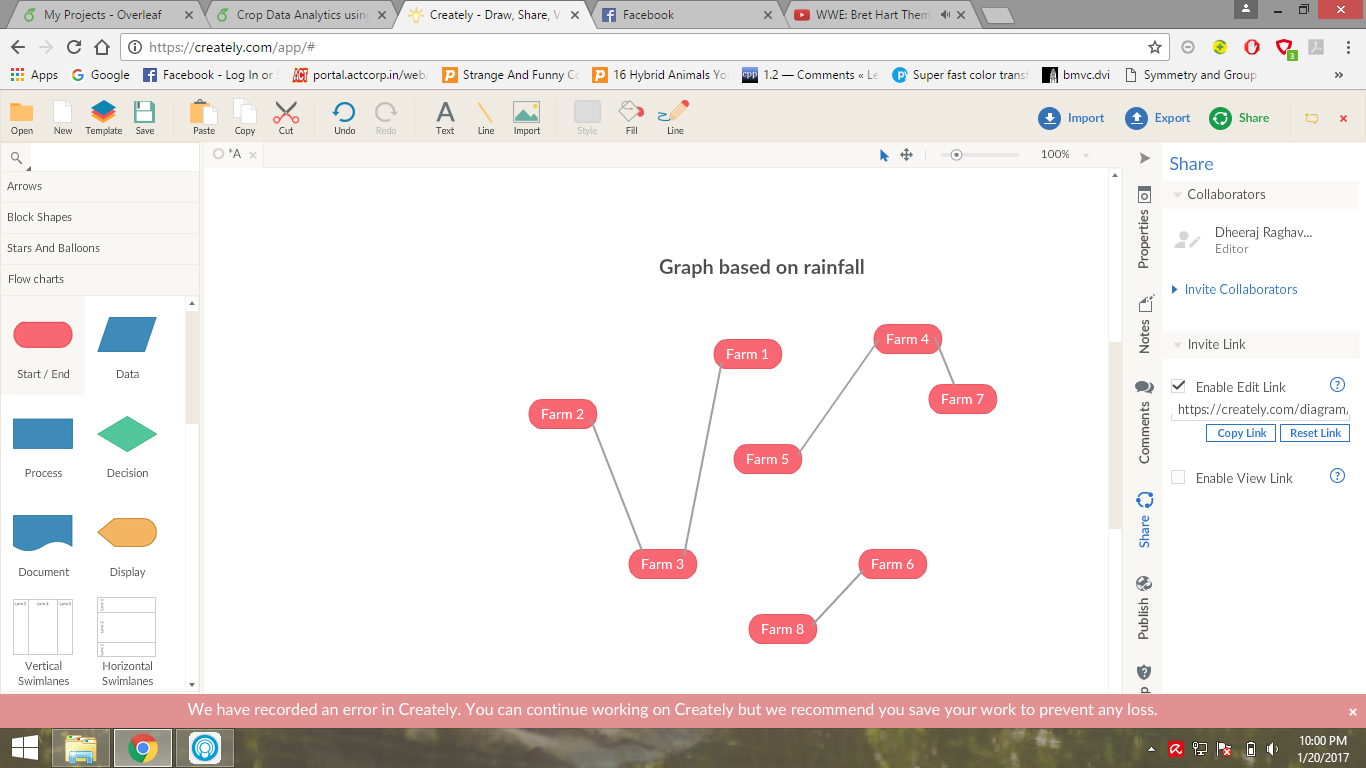 My Projects - Overleaf
Crop Data Analytics using
Creately - Draw, Share, V
Facebook
WWE: Bret Hart Them
https://creately.com/app/#
3
Apps
Google
Facebook - Log In or S
portal.actcorp.in/web/
Strange And Funny Co
16 Hybrid Animals Yo
1.2 — Comments « Le
Super fast color transf
bmvc.dvi
Symmetry and Group
»
Open
New
Template
Save
Paste
Copy
Cut
Undo
Redo
Text
Line
Import
Style
Fill
Line
Import
Export
Share
*A
100%
Arrows
Block Shapes
Stars And Balloons
Flow charts
Start / End
Data
Process
Decision
Document
Display
Vertical
Swimlanes
Horizontal
Swimlanes
Graph based on rainfall
Farm 4
Farm 1
Farm 7
Farm 2
Farm 5
Farm 3
Farm 6
Farm 8
Properties
Notes
Comments
Share
Publish
Share
Collaborators
Dheeraj Raghav...
Editor
Invite Collaborators
Invite Link
Enable Edit Link
?
https://creately.com/diagram/
Copy Link
Reset Link
Enable View Link
?
We have recorded an error in Creately. You can continue working on Creately but we recommend you save your work to prevent any loss.
10:00 PM
1/20/2017